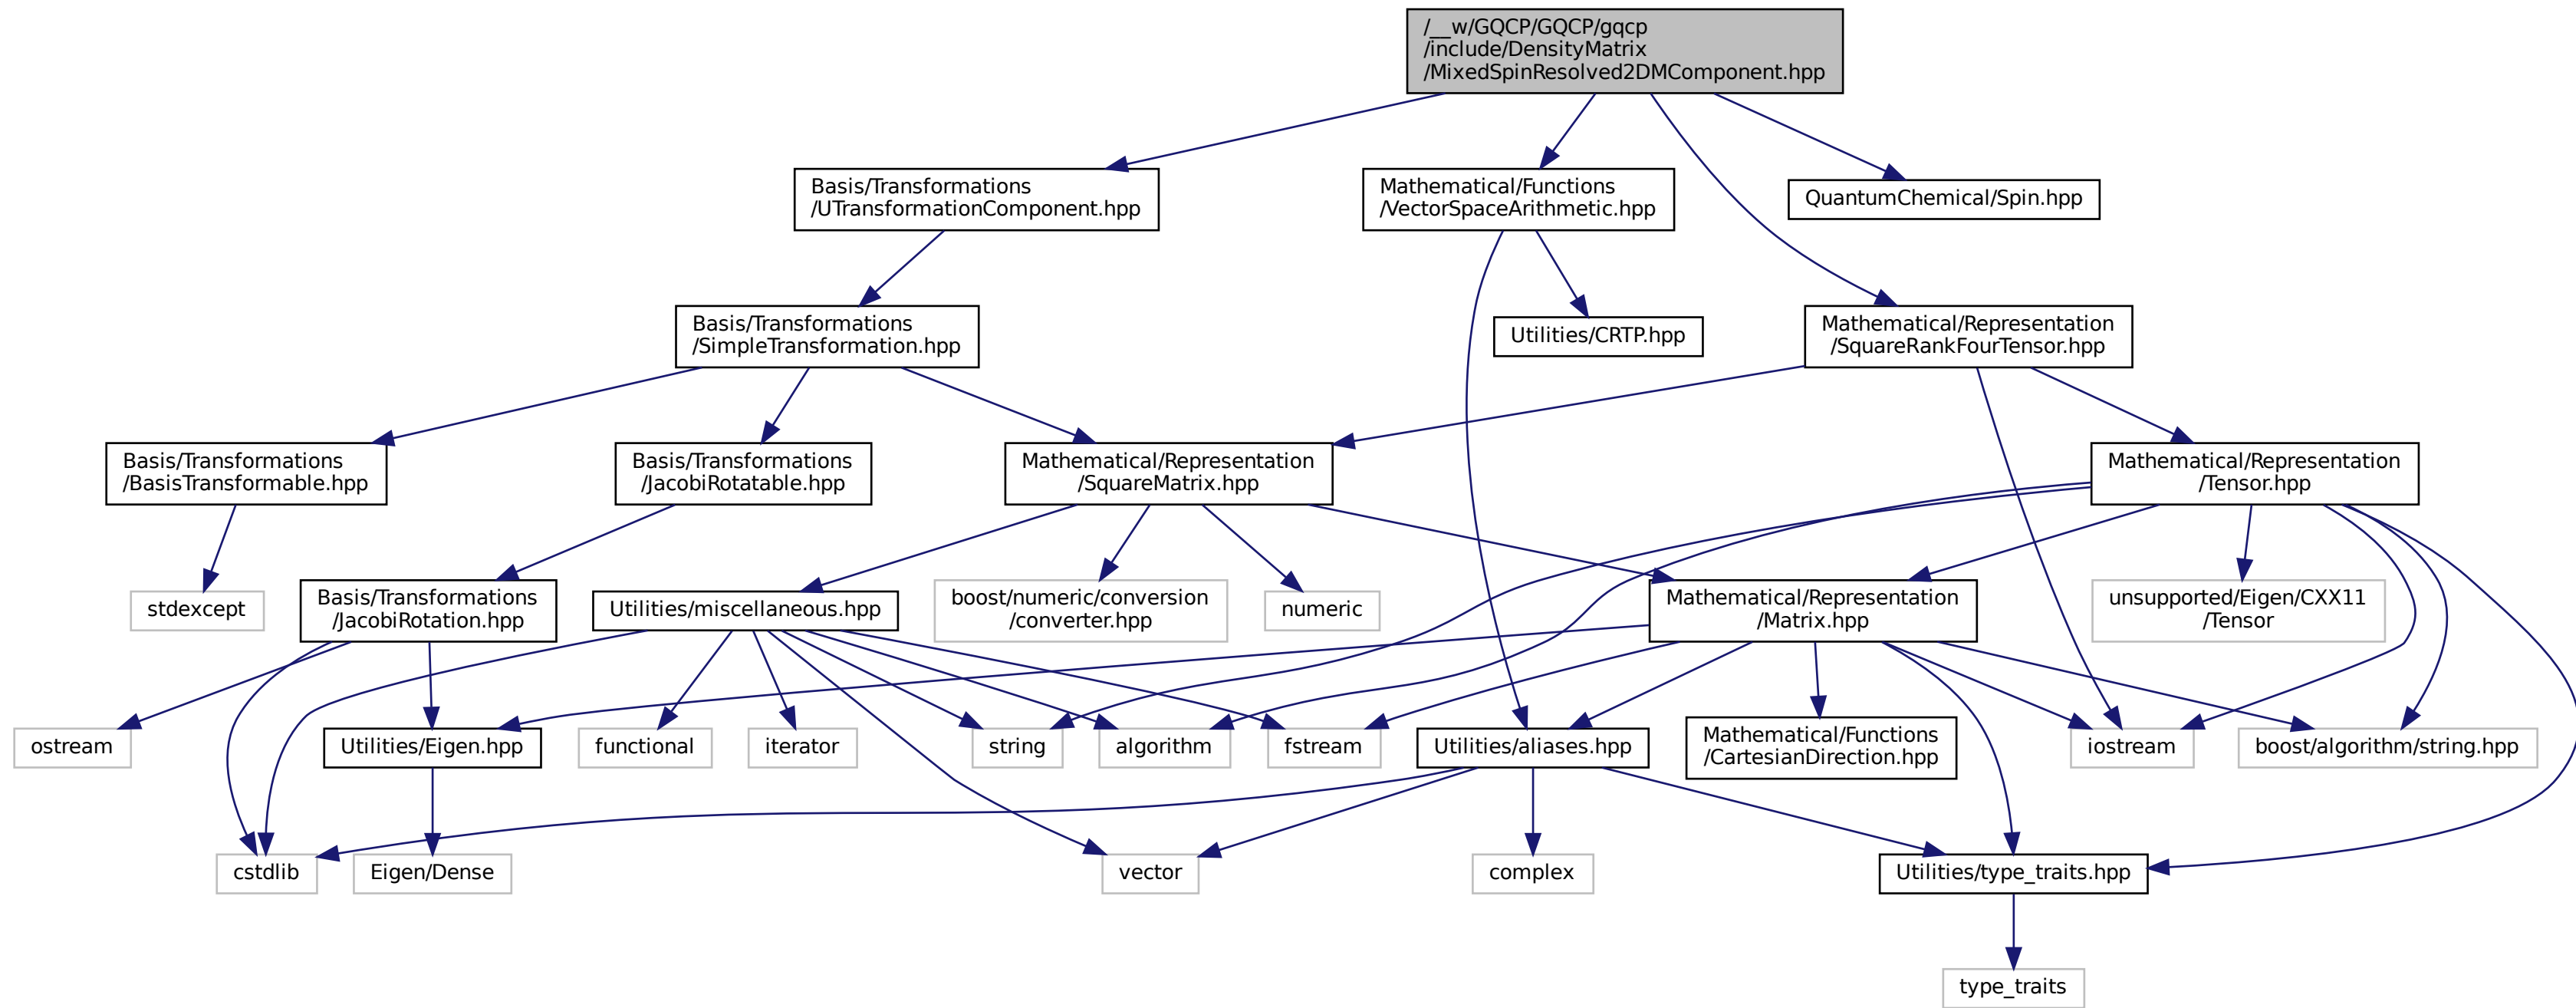 /__w/GQCP/GQCP/gqcp
/include/DensityMatrix
/MixedSpinResolved2DMComponent.hpp
Basis/Transformations
/UTransformationComponent.hpp
Mathematical/Functions
/VectorSpaceArithmetic.hpp
QuantumChemical/Spin.hpp
Basis/Transformations
/SimpleTransformation.hpp
Utilities/CRTP.hpp
Mathematical/Representation
/SquareRankFourTensor.hpp
Basis/Transformations
/BasisTransformable.hpp
Basis/Transformations
/JacobiRotatable.hpp
Mathematical/Representation
/SquareMatrix.hpp
Mathematical/Representation
/Tensor.hpp
stdexcept
Basis/Transformations
/JacobiRotation.hpp
Utilities/miscellaneous.hpp
boost/numeric/conversion
/converter.hpp
numeric
Mathematical/Representation
/Matrix.hpp
unsupported/Eigen/CXX11
/Tensor
ostream
Utilities/Eigen.hpp
functional
iterator
string
algorithm
fstream
Utilities/aliases.hpp
Mathematical/Functions
/CartesianDirection.hpp
iostream
boost/algorithm/string.hpp
cstdlib
Eigen/Dense
vector
complex
Utilities/type_traits.hpp
type_traits